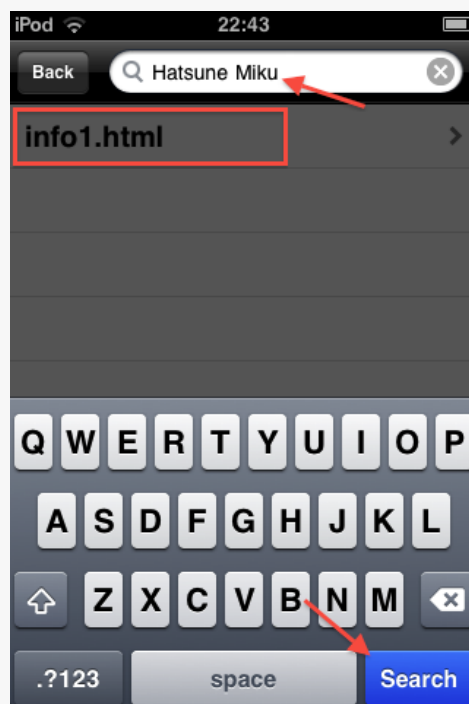 iPod 22:43
Back Hatsune Miku
info1.html
Q W E R T Y U I O P
A S D F G H J K L
Z X C V B N M
.?123 space Search